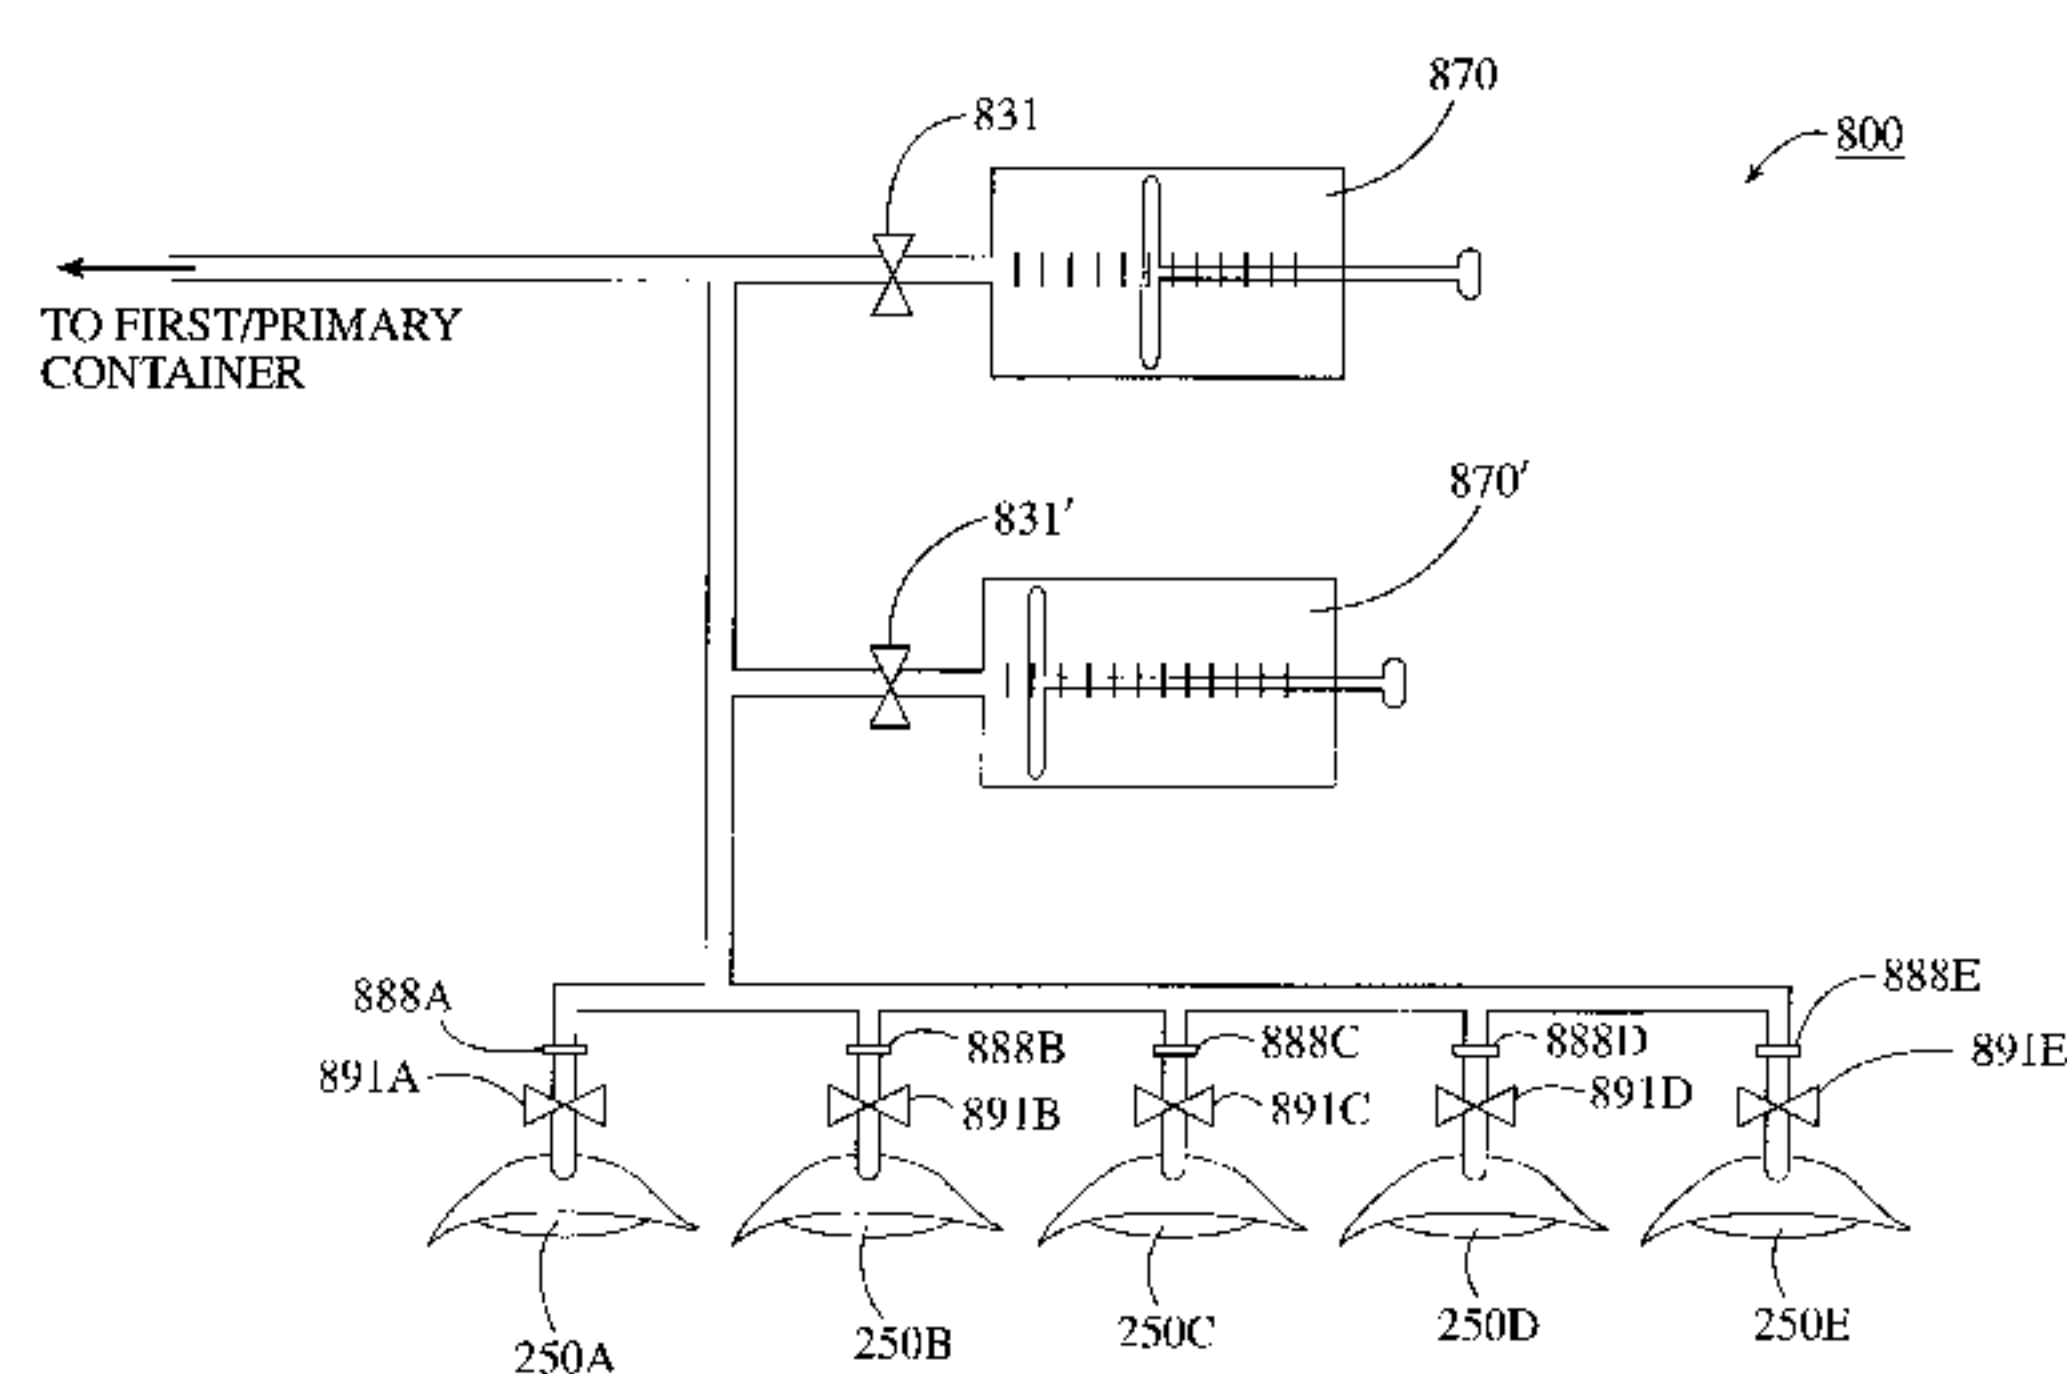 870
831
800
TO FIRST/PRIMARY
CONTAINER
870′
831′
888A
888B
888C
888D
888E
891A
891B
891C
891D
891E
250A
250B
250C
250D
250E